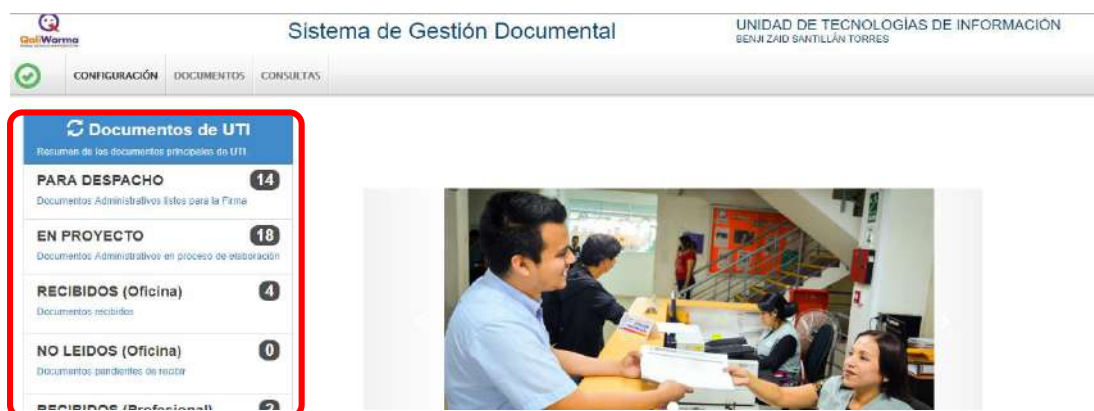 QaliWarma
Sistema de Gestión Documental
UNIDAD DE TECNOLOGÍAS DE INFORMACIÓN
BENJI ZAID SANTILLÁN TORRES
CONFIGURACIÓN DOCUMENTOS CONSULTAS
Documentos de UTI
Resumen de los documentos principales de UTI
PARA DESPACHO 14
Documentos Administrativos listos para la Firma
EN PROYECTO 18
Documentos Administrativos en proceso de elaboración
RECIBIDOS (Oficina) 4
Documentos recibidos
NO LEIDOS (Oficina) 0
Documentos pendientes de recibir
RECIBIDOS (Profesional) 2